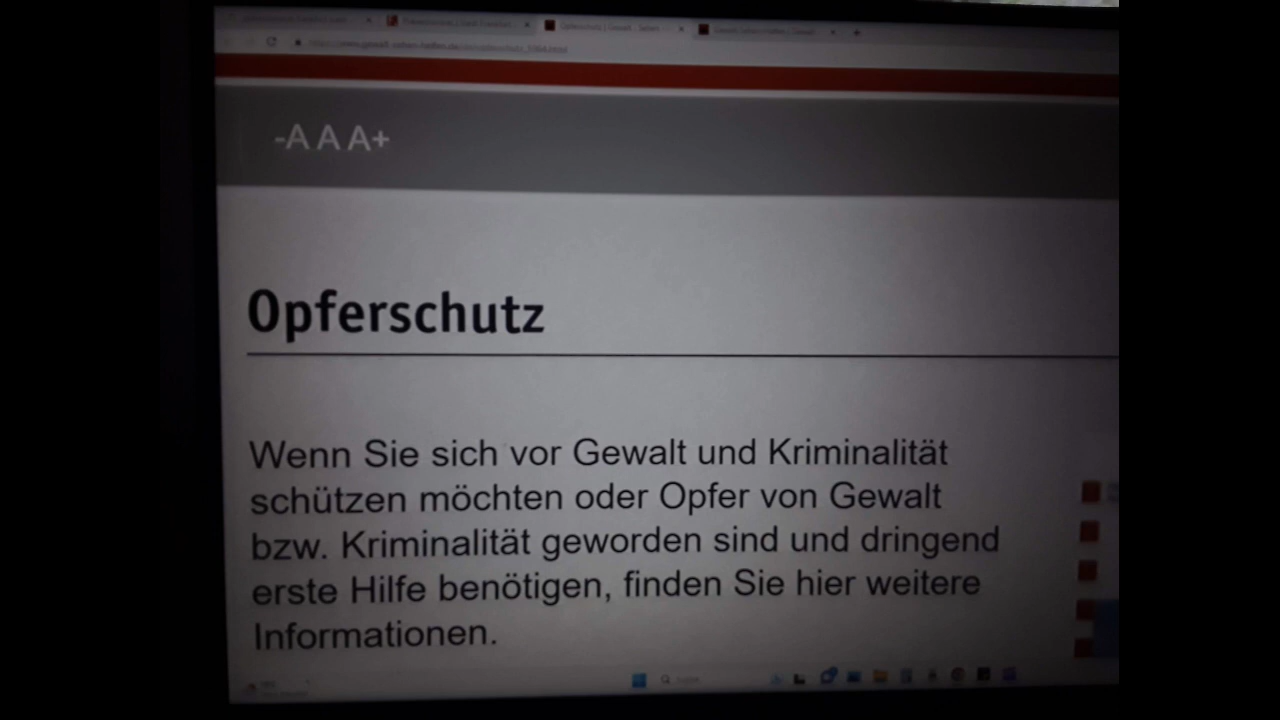 -A A A+
Opferschutz
Wenn Sie sich vor Gewalt und Kriminalität
schützen möchten oder Opfer von Gewalt
bzw. Kriminalität geworden sind und dringend
erste Hilfe benötigen, finden Sie hier weitere
Informationen.